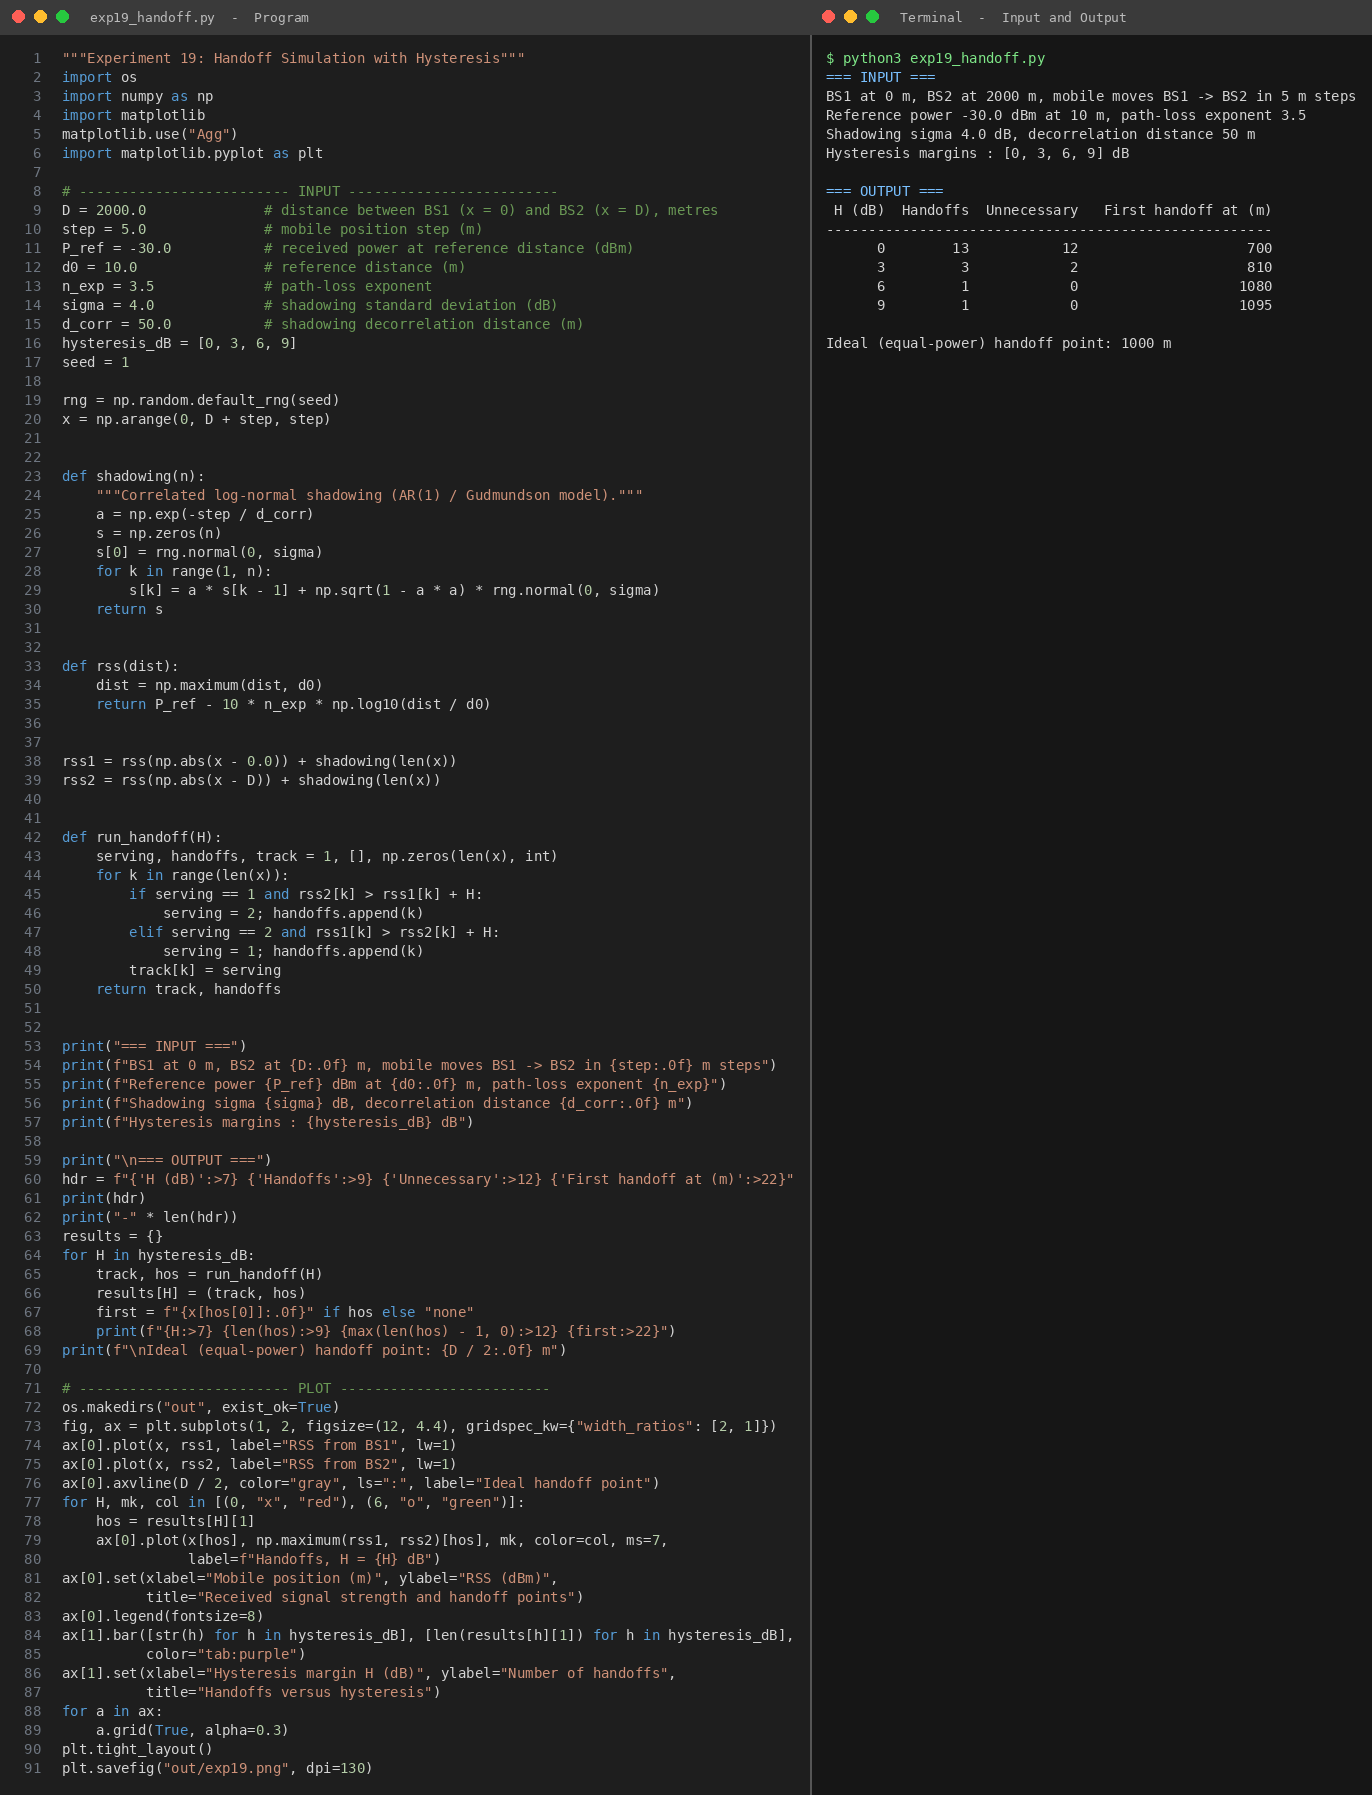 exp19_handoff.py  -  Program
1 """Experiment 19: Handoff Simulation with Hysteresis"""
2 import os
3 import numpy as np
4 import matplotlib
5 matplotlib.use("Agg")
6 import matplotlib.pyplot as plt
7
8 # ------------------------- INPUT -------------------------
9 D = 2000.0              # distance between BS1 (x = 0) and BS2 (x = D), metres
10 step = 5.0              # mobile position step (m)
11 P_ref = -30.0           # received power at reference distance (dBm)
12 d0 = 10.0               # reference distance (m)
13 n_exp = 3.5             # path-loss exponent
14 sigma = 4.0             # shadowing standard deviation (dB)
15 d_corr = 50.0           # shadowing decorrelation distance (m)
16 hysteresis_dB = [0, 3, 6, 9]
17 seed = 1
18
19 rng = np.random.default_rng(seed)
20 x = np.arange(0, D + step, step)
21
22
23 def shadowing(n):
24     """Correlated log-normal shadowing (AR(1) / Gudmundson model)."""
25     a = np.exp(-step / d_corr)
26     s = np.zeros(n)
27     s[0] = rng.normal(0, sigma)
28     for k in range(1, n):
29         s[k] = a * s[k - 1] + np.sqrt(1 - a * a) * rng.normal(0, sigma)
30     return s
31
32
33 def rss(dist):
34     dist = np.maximum(dist, d0)
35     return P_ref - 10 * n_exp * np.log10(dist / d0)
36
37
38 rss1 = rss(np.abs(x - 0.0)) + shadowing(len(x))
39 rss2 = rss(np.abs(x - D)) + shadowing(len(x))
40
41
42 def run_handoff(H):
43     serving, handoffs, track = 1, [], np.zeros(len(x), int)
44     for k in range(len(x)):
45         if serving == 1 and rss2[k] > rss1[k] + H:
46             serving = 2; handoffs.append(k)
47         elif serving == 2 and rss1[k] > rss2[k] + H:
48             serving = 1; handoffs.append(k)
49         track[k] = serving
50     return track, handoffs
51
52
53 print("=== INPUT ===")
54 print(f"BS1 at 0 m, BS2 at {D:.0f} m, mobile moves BS1 -> BS2 in {step:.0f} m steps")
55 print(f"Reference power {P_ref} dBm at {d0:.0f} m, path-loss exponent {n_exp}")
56 print(f"Shadowing sigma {sigma} dB, decorrelation distance {d_corr:.0f} m")
57 print(f"Hysteresis margins : {hysteresis_dB} dB")
58
59 print("\n=== OUTPUT ===")
60 hdr = f"{'H (dB)':>7} {'Handoffs':>9} {'Unnecessary':>12} {'First handoff at (m)':>22}"
61 print(hdr)
62 print("-" * len(hdr))
63 results = {}
64 for H in hysteresis_dB:
65     track, hos = run_handoff(H)
66     results[H] = (track, hos)
67     first = f"{x[hos[0]]:.0f}" if hos else "none"
68     print(f"{H:>7} {len(hos):>9} {max(len(hos) - 1, 0):>12} {first:>22}")
69 print(f"\nIdeal (equal-power) handoff point: {D / 2:.0f} m")
70
71 # ------------------------- PLOT -------------------------
72 os.makedirs("out", exist_ok=True)
73 fig, ax = plt.subplots(1, 2, figsize=(12, 4.4), gridspec_kw={"width_ratios": [2, 1]})
74 ax[0].plot(x, rss1, label="RSS from BS1", lw=1)
75 ax[0].plot(x, rss2, label="RSS from BS2", lw=1)
76 ax[0].axvline(D / 2, color="gray", ls=":", label="Ideal handoff point")
77 for H, mk, col in [(0, "x", "red"), (6, "o", "green")]:
78     hos = results[H][1]
79     ax[0].plot(x[hos], np.maximum(rss1, rss2)[hos], mk, color=col, ms=7,
80                label=f"Handoffs, H = {H} dB")
81 ax[0].set(xlabel="Mobile position (m)", ylabel="RSS (dBm)",
82           title="Received signal strength and handoff points")
83 ax[0].legend(fontsize=8)
84 ax[1].bar([str(h) for h in hysteresis_dB], [len(results[h][1]) for h in hysteresis_dB],
85           color="tab:purple")
86 ax[1].set(xlabel="Hysteresis margin H (dB)", ylabel="Number of handoffs",
87           title="Handoffs versus hysteresis")
88 for a in ax:
89     a.grid(True, alpha=0.3)
90 plt.tight_layout()
91 plt.savefig("out/exp19.png", dpi=130)
Terminal  -  Input and Output
$ python3 exp19_handoff.py
=== INPUT ===
BS1 at 0 m, BS2 at 2000 m, mobile moves BS1 -> BS2 in 5 m steps
Reference power -30.0 dBm at 10 m, path-loss exponent 3.5
Shadowing sigma 4.0 dB, decorrelation distance 50 m
Hysteresis margins : [0, 3, 6, 9] dB

=== OUTPUT ===
 H (dB)  Handoffs  Unnecessary   First handoff at (m)
-----------------------------------------------------
      0        13           12                    700
      3         3            2                    810
      6         1            0                   1080
      9         1            0                   1095

Ideal (equal-power) handoff point: 1000 m